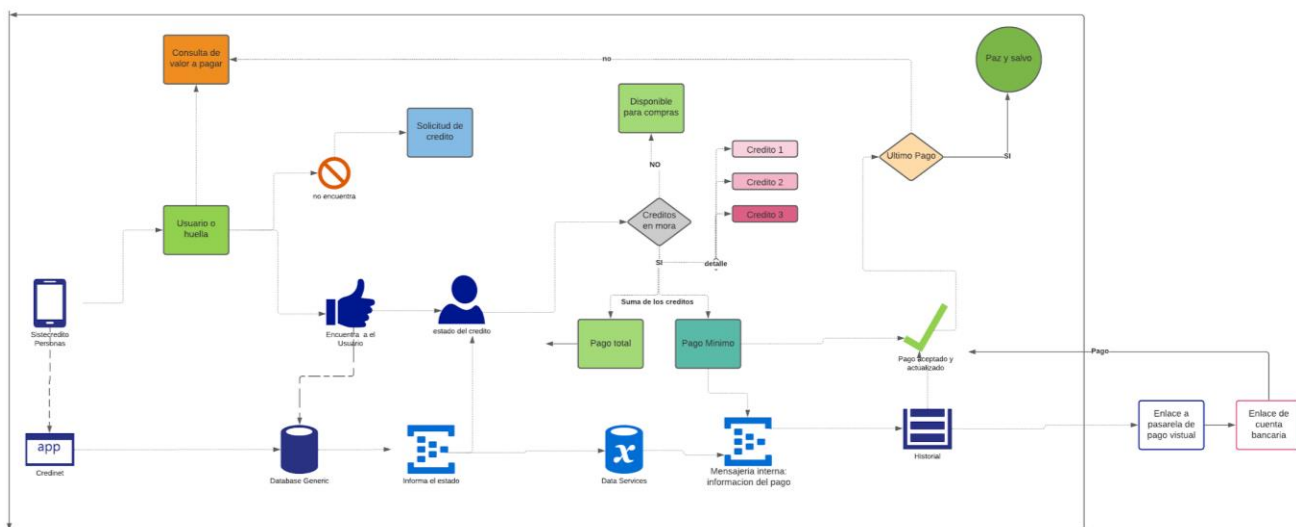 Consulta de
valor a pagar
no
Paz y salvo
Disponible
para compras
Solicitud de
credito
NO
Credito 1
Ultimo Pago
SI
Credito 2
no encuentra
Credito 3
Usuario o
huella
Creditos
en mora
SI
detalle
Suma de los creditos
Sistecredito
Personas
Encuentra a el
Usuario
estado del credito
Pago total
Pago Mínimo
Pago aceptado y
actualizado
Pago
Enlace a
pasarela de
pago vistual
Enlace de
cuenta
bancaria
app
Credinet
Database Generic
Informa el estado
x
Data Services
Mensajeria interna:
informacion del pago
Historial